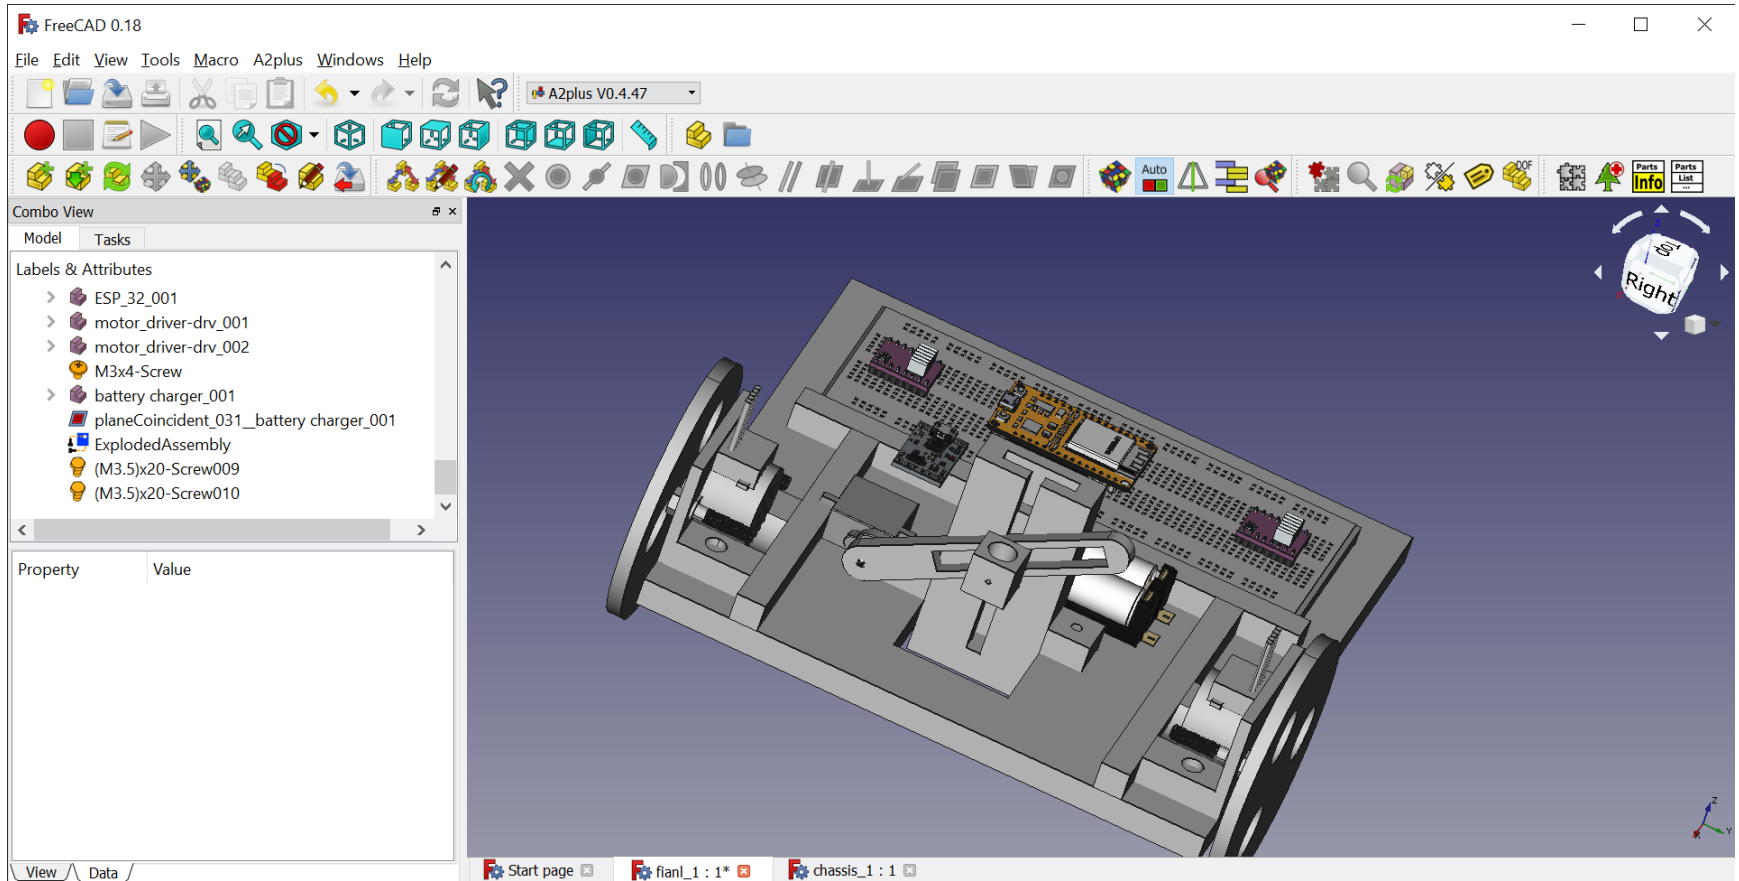 FreeCAD 0.18
File Edit View Tools Macro A2plus Windows Help
A2plus V0.4.47
Auto
DOF
Parts
Info
Parts
List
...
Combo View
Model Tasks
Labels & Attributes
ESP_32_001
motor_driver-drv_001
motor_driver-drv_002
M3x4-Screw
battery charger_001
planeCoincident_031__battery charger_001
ExplodedAssembly
(M3.5)x20-Screw009
(M3.5)x20-Screw010
Property Value
View Data
Top
Right
Z
X
Z
Y
X
Start page
fianl_1 : 1*
chassis_1 : 1